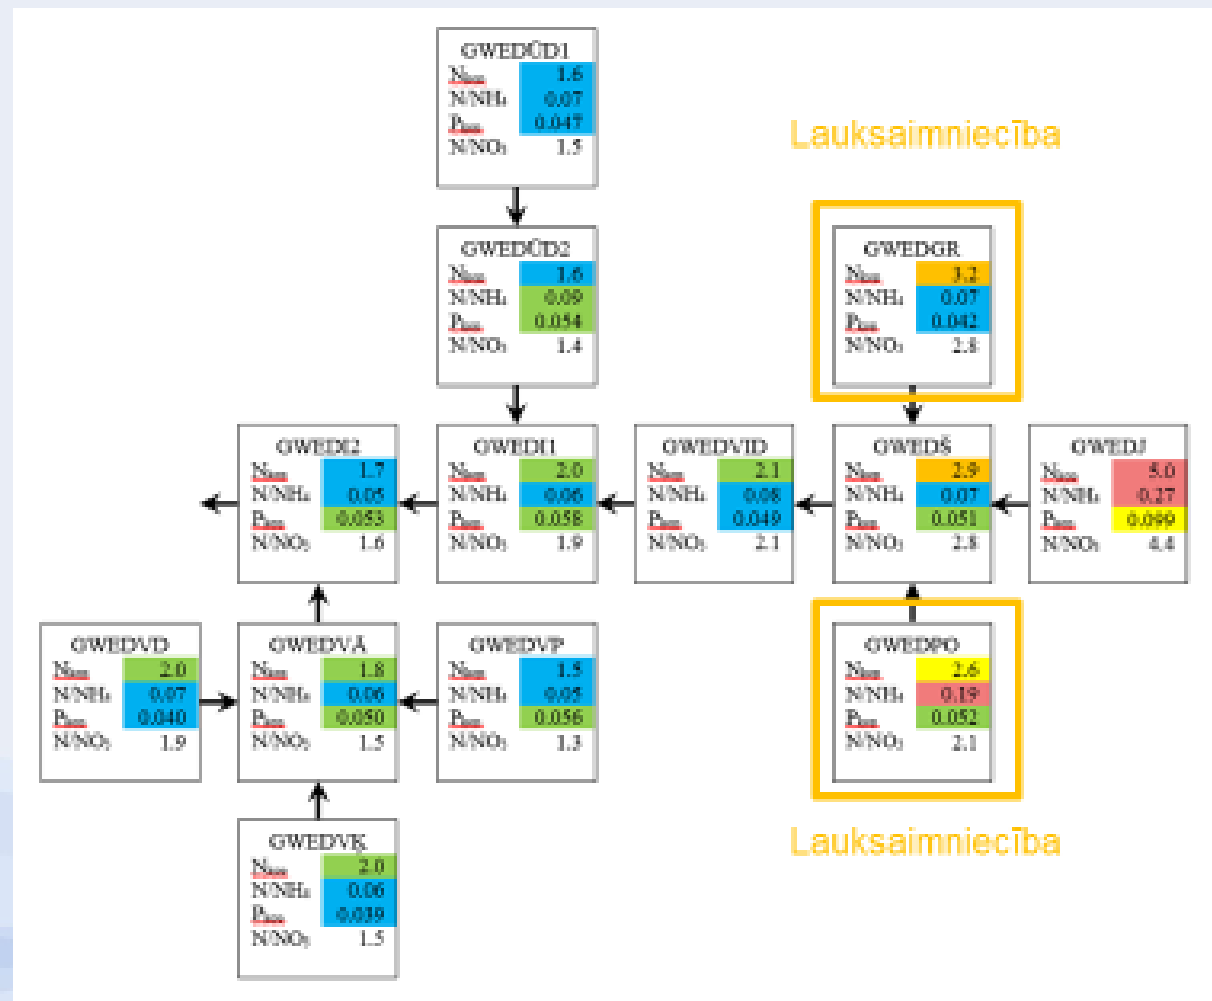 GWEDŪD1
Nkop 1.6
N/NH4 0.07
Pkop 0.047
N/NO3 1.5
Lauksaimniecība
GWEDŪD2
Nkop 1.6
N/NH4 0.09
Pkop 0.054
N/NO3 1.4
GWEDGR
Nkop 3.2
N/NH4 0.07
Pkop 0.042
N/NO3 2.8
GWEDI2
Nkop 1.7
N/NH4 0.05
Pkop 0.053
N/NO3 1.6
GWEDI1
Nkop 2.0
N/NH4 0.06
Pkop 0.058
N/NO3 1.9
GWEDVID
Nkop 2.1
N/NH4 0.08
Pkop 0.049
N/NO3 2.1
GWEDŠ
Nkop 2.9
N/NH4 0.07
Pkop 0.051
N/NO3 2.8
GWEDJ
Nkop 5.0
N/NH4 0.27
Pkop 0.099
N/NO3 4.4
GWEDVD
Nkop 2.0
N/NH4 0.07
Pkop 0.040
N/NO3 1.9
GWEDVĀ
Nkop 1.8
N/NH4 0.06
Pkop 0.050
N/NO3 1.5
GWEDVP
Nkop 1.5
N/NH4 0.05
Pkop 0.056
N/NO3 1.3
GWEDPO
Nkop 2.6
N/NH4 0.19
Pkop 0.052
N/NO3 2.1
GWEDVĶ
Nkop 2.0
N/NH4 0.06
Pkop 0.039
N/NO3 1.5
Lauksaimniecība